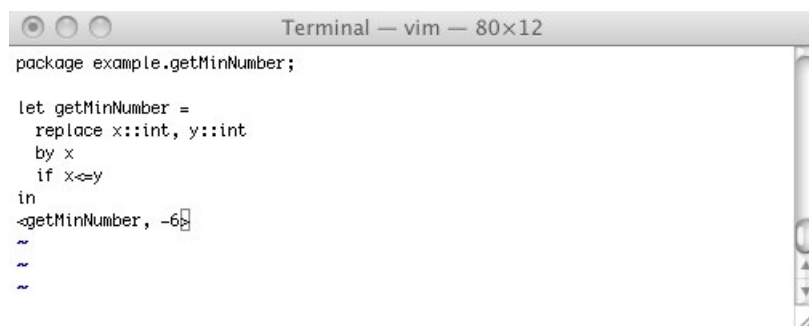 Terminal — vim — 80×12
package example.getMinNumber;
let getMinNumber =
replace x::int, y::int
by x
if x<=y
in
<getMinNumber, -6>
~
~
~